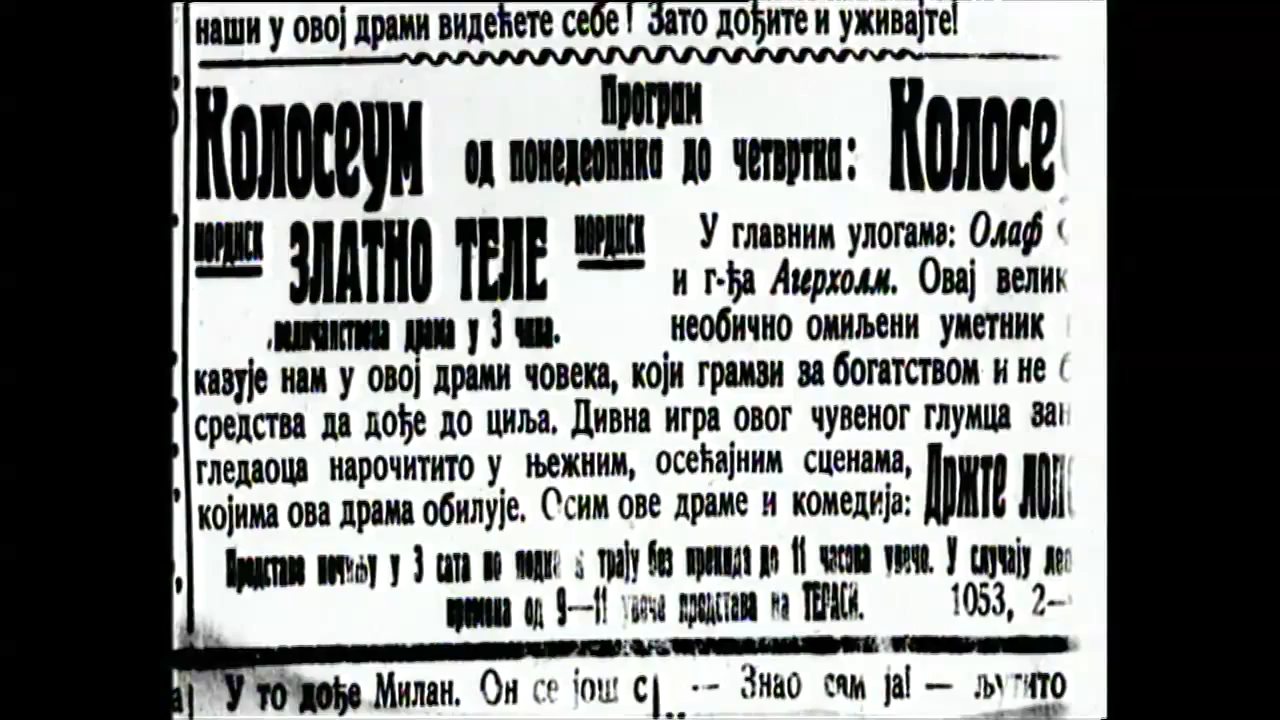 наши у овој драми видећете себе! Зато дођите и уживајте!
Колосеум
Програм
од понедеоника до четвртка:
Колосе
НОРДИСК
ЗЛАТНО ТЕЛЕ
НОРДИСК
величанствена драма у 3 чина.
У главним улогама: Олаф
и г-ђа Агерхолм. Овај велик
необично омиљени уметник
казује нам у овој драми човека, који грамзи за богатством и не
средства да дође до циља. Дивна игра овог чувеног глумца зан
гледаоца нарочитито у њежним, осећајним сценама,
којима ова драма обилује. Осим ове драме и комедија:
Држте лоп
Представе почињу у 3 сата по подне и трају без прекида до 11 часова увече. У случају
времена од 9—11 увече представа на ТЕРАСИ.
1053, 2—
У то дође Милан. Он се још
-- Знао сам ја! — љутито